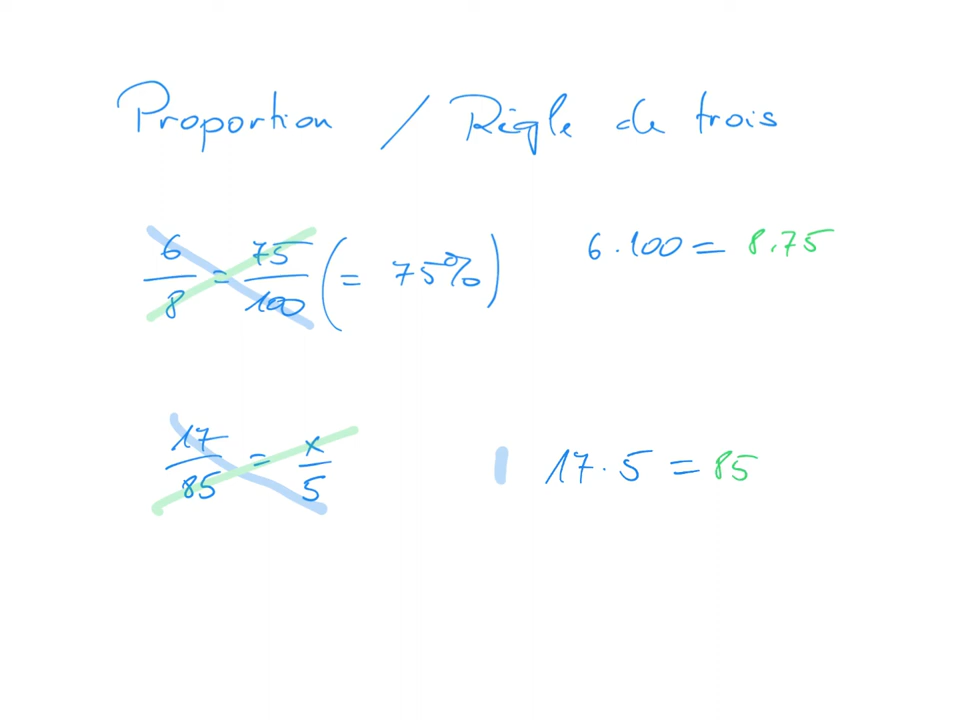 Proportion / Règle de trois
6/8 = 75/100 (= 75%)
6 · 100 = 8 · 75
17/85 = x/5
17 · 5 = 85